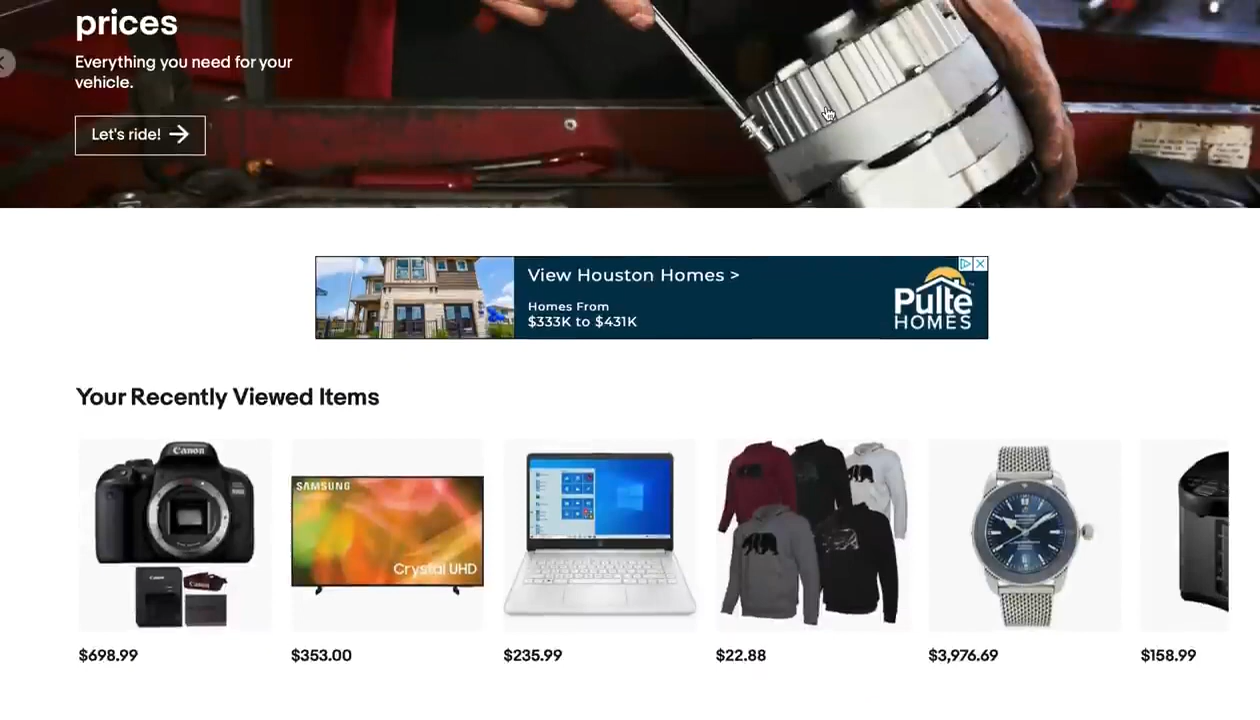 prices
Everything you need for your
vehicle.
Let's ride!
View Houston Homes >
Homes From
$333K to $431K
Pulte
HOMES
Your Recently Viewed Items
Canon
SAMSUNG
Crystal UHD
$698.99
$353.00
$235.99
$22.88
$3,976.69
$158.99